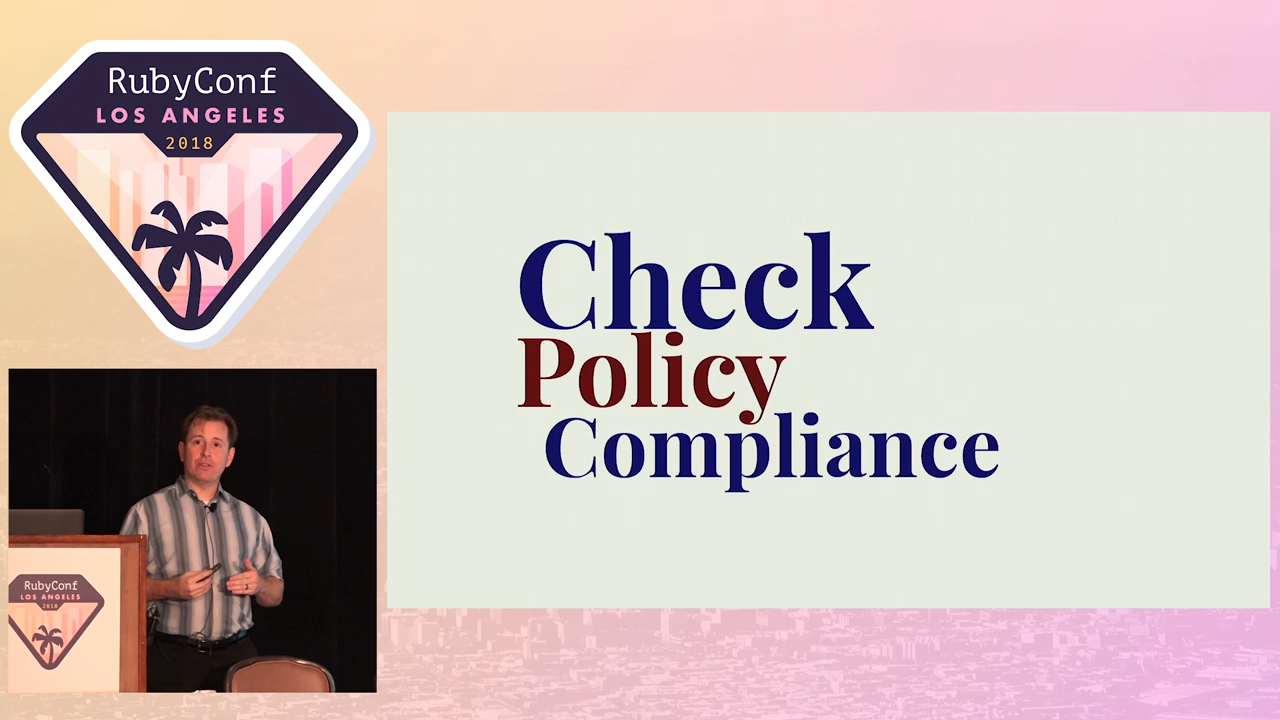 RubyConf
LOS ANGELES
2018
Check
Policy
Compliance
RubyConf
LOS ANGELES
2018